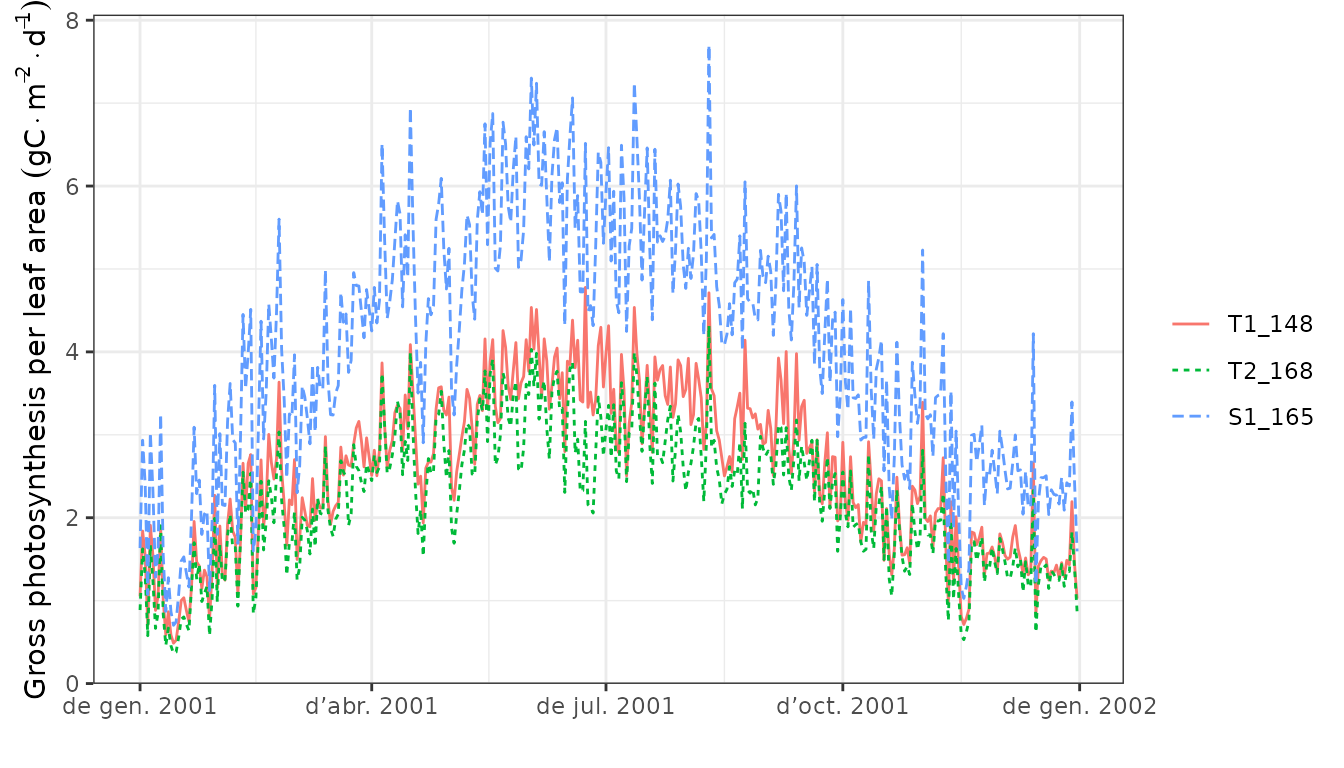 Gross photosynthesis per leaf area (gC · m⁻² · d⁻¹)
8
6
4
2
0
de gen. 2001
d’abr. 2001
de jul. 2001
d’oct. 2001
de gen. 2002
T1_148
T2_168
S1_165